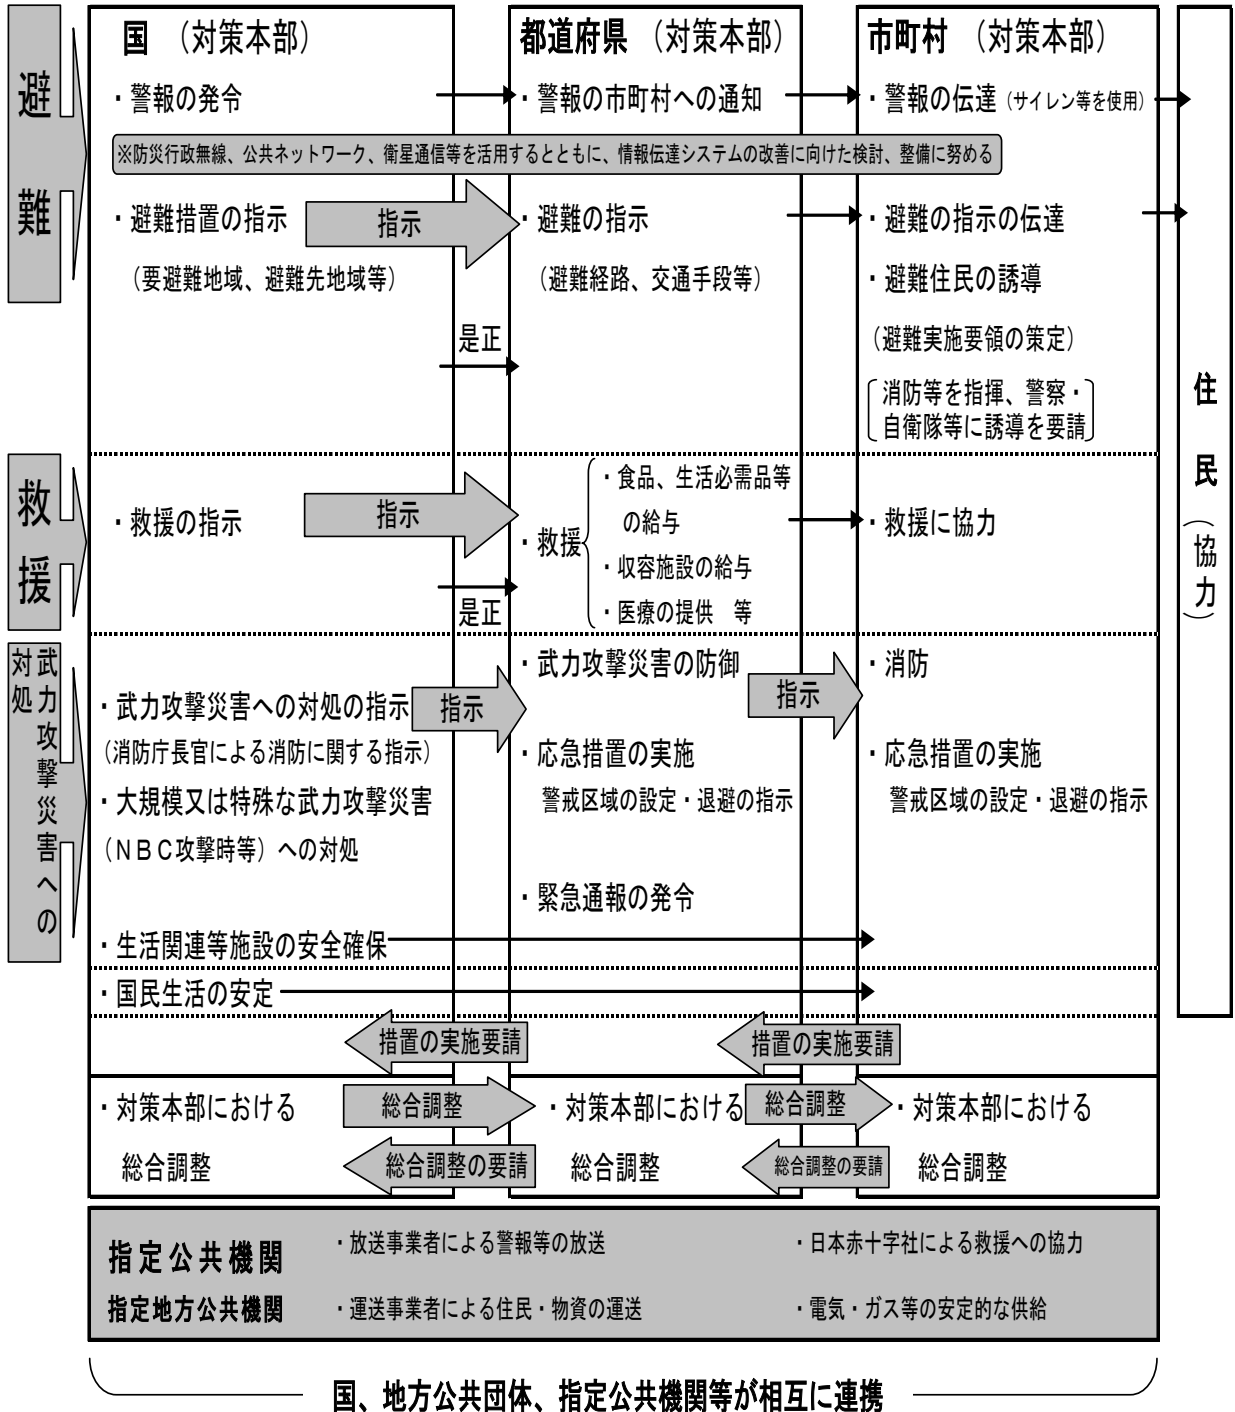 避難
国 (対策本部)
都道府県 (対策本部)
市町村 (対策本部)
・警報の発令
・警報の市町村への通知
・警報の伝達(サイレン等を使用)
※防災行政無線、公共ネットワーク、衛星通信等を活用するとともに、情報伝達システムの改善に向けた検討、整備に努める
・避難措置の指示
指示
・避難の指示
・避難の指示の伝達
(要避難地域、避難先地域等)
(避難経路、交通手段等)
・避難住民の誘導
是正
(避難実施要領の策定)
消防等を指揮、警察・
自衛隊等に誘導を要請
住民(協力)
救援
・救援の指示
指示
・救援
・食品、生活必需品等
の給与
・収容施設の給与
・医療の提供 等
・救援に協力
是正
武力攻撃災害への
対処
・武力攻撃災害への対処の指示
指示
・武力攻撃災害の防御
指示
・消防
(消防庁長官による消防に関する指示)
・応急措置の実施
・応急措置の実施
・大規模又は特殊な武力攻撃災害
警戒区域の設定・退避の指示
警戒区域の設定・退避の指示
(NBC攻撃時等)への対処
・緊急通報の発令
・生活関連等施設の安全確保
・国民生活の安定
措置の実施要請
措置の実施要請
・対策本部における
総合調整
総合調整
・対策本部における
総合調整
総合調整
・対策本部における
総合調整
総合調整の要請
総合調整の要請
指定公共機関
・放送事業者による警報等の放送
・日本赤十字社による救援への協力
指定地方公共機関
・運送事業者による住民・物資の運送
・電気・ガス等の安定的な供給
国、地方公共団体、指定公共機関等が相互に連携